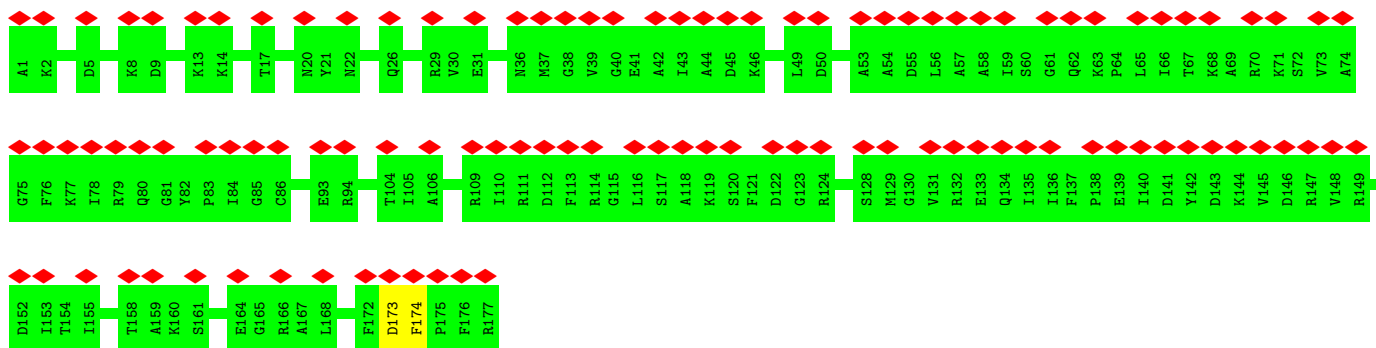 A1 K2 D5 K8 D9 K13 K14 T17 N20 Y21 N22 Q26 R29 V30 E31 N36 M37 G38 V39 G40 E41 A42 I43 A44 D45 K46 L49 D50 A53 A54 D55 L56 A57 A58 I59 S60 G61 Q62 K63 P64 L65 I66 T67 K68 A69 R70 K71 S72 V73 A74
G75 F76 K77 I78 R79 Q80 G81 Y82 P83 I84 G85 C86 E93 R94 T104 I105 A106 R109 I110 R111 D112 F113 R114 G115 L116 S117 A118 K119 S120 F121 D122 G123 R124 S128 M129 G130 V131 R132 E133 Q134 I135 I136 F137 P138 E139 I140 D141 Y142 D143 K144 V145 D146 R147 V148 R149
D152 I153 T154 I155 T158 A159 K160 S161 E164 G165 R166 A167 L168 F172 D173 F174 P175 F176 R177